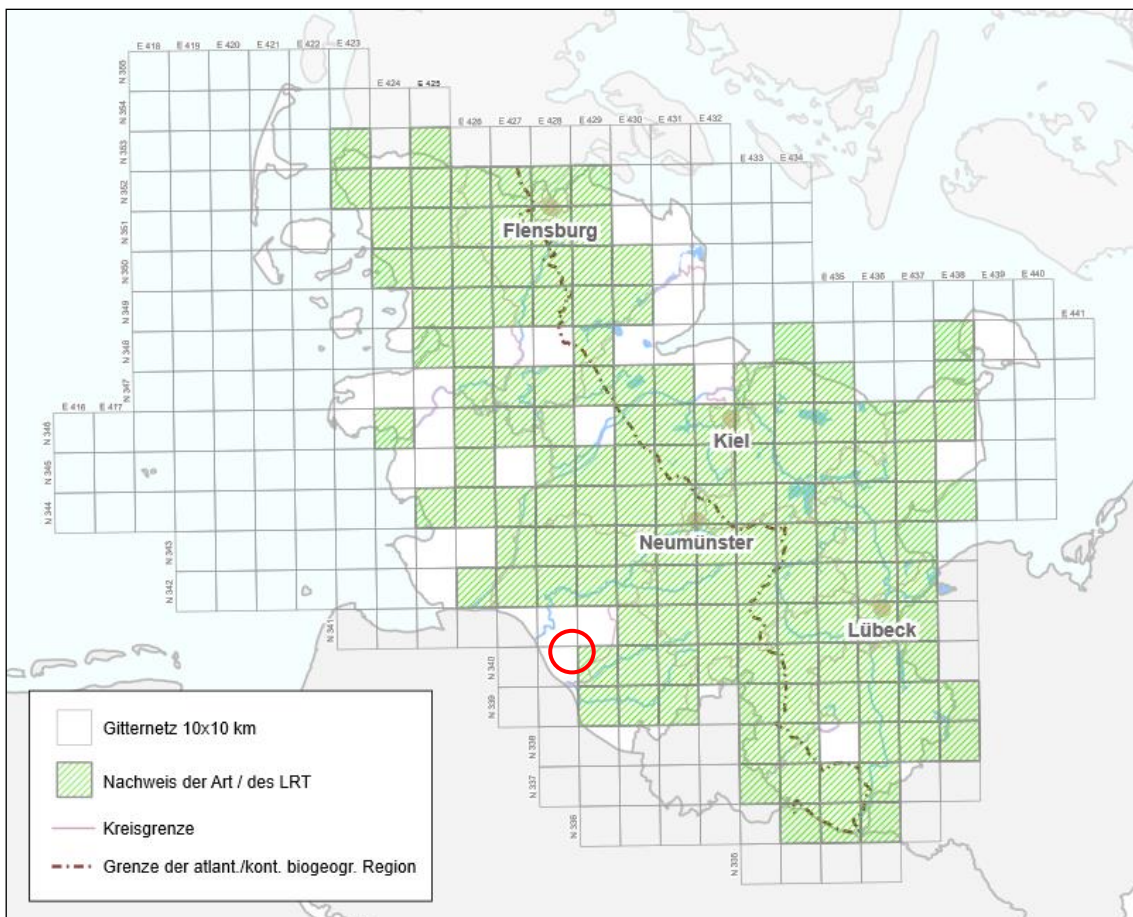 E 418 E 419 E 420 E 421 E 422 E 423
N 355
E 424 E 425
N 354
E 426 E 427 E 428 E 429 E 430 E 431 E 432
N 353
E 433 E 434
N 352
Flensburg
N 351
N 350
E 435 E 436 E 437 E 438 E 439 E 440
N 349
E 441
N 348
N 347
E 416 E 417
N 346
Kiel
N 345
N 344
Neumünster
N 343
N 342
Lübeck
N 341
N 340
N 339
Gitternetz 10x10 km
N 338
Nachweis der Art / des LRT
N 337
Kreisgrenze
N 336
Grenze der atlant./kont. biogeogr. Region
N 335